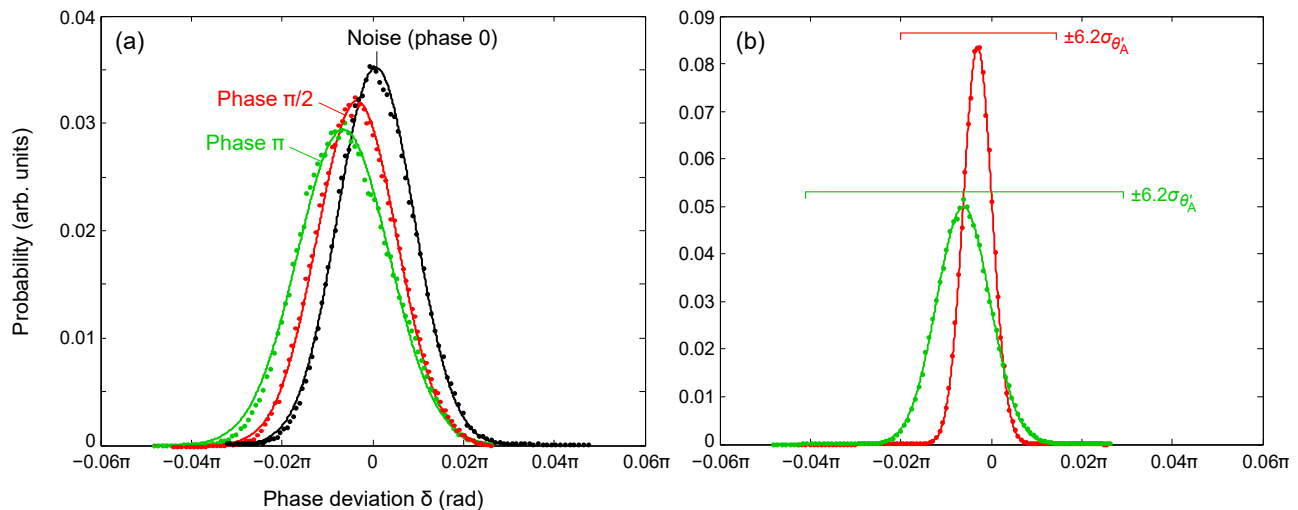 (a)
Noise (phase 0)
Phase π/2
Phase π
Probability (arb. units)
0.04
0.03
0.02
0.01
0
−0.06π
−0.04π
−0.02π
0
0.02π
0.04π
0.06π
Phase deviation δ (rad)
(b)
±6.2σθ′A
±6.2σθ′A
0.09
0.08
0.07
0.06
0.05
0.04
0.03
0.02
0.01
0
−0.06π
−0.04π
−0.02π
0
0.02π
0.04π
0.06π